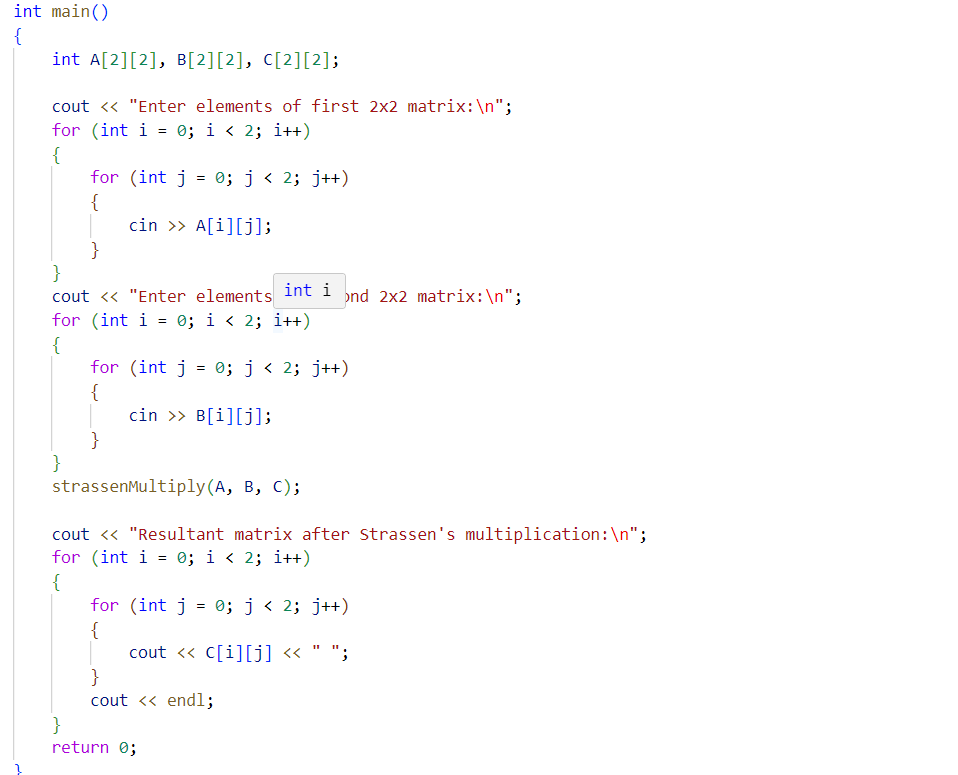 int main()
{
    int A[2][2], B[2][2], C[2][2];

    cout << "Enter elements of first 2x2 matrix:\n";
    for (int i = 0; i < 2; i++)
    {
        for (int j = 0; j < 2; j++)
        {
            cin >> A[i][j];
        }
    }
    cout << "Enter elements int i ond 2x2 matrix:\n";
    for (int i = 0; i < 2; i++)
    {
        for (int j = 0; j < 2; j++)
        {
            cin >> B[i][j];
        }
    }
    strassenMultiply(A, B, C);

    cout << "Resultant matrix after Strassen's multiplication:\n";
    for (int i = 0; i < 2; i++)
    {
        for (int j = 0; j < 2; j++)
        {
            cout << C[i][j] << " ";
        }
        cout << endl;
    }
    return 0;
}